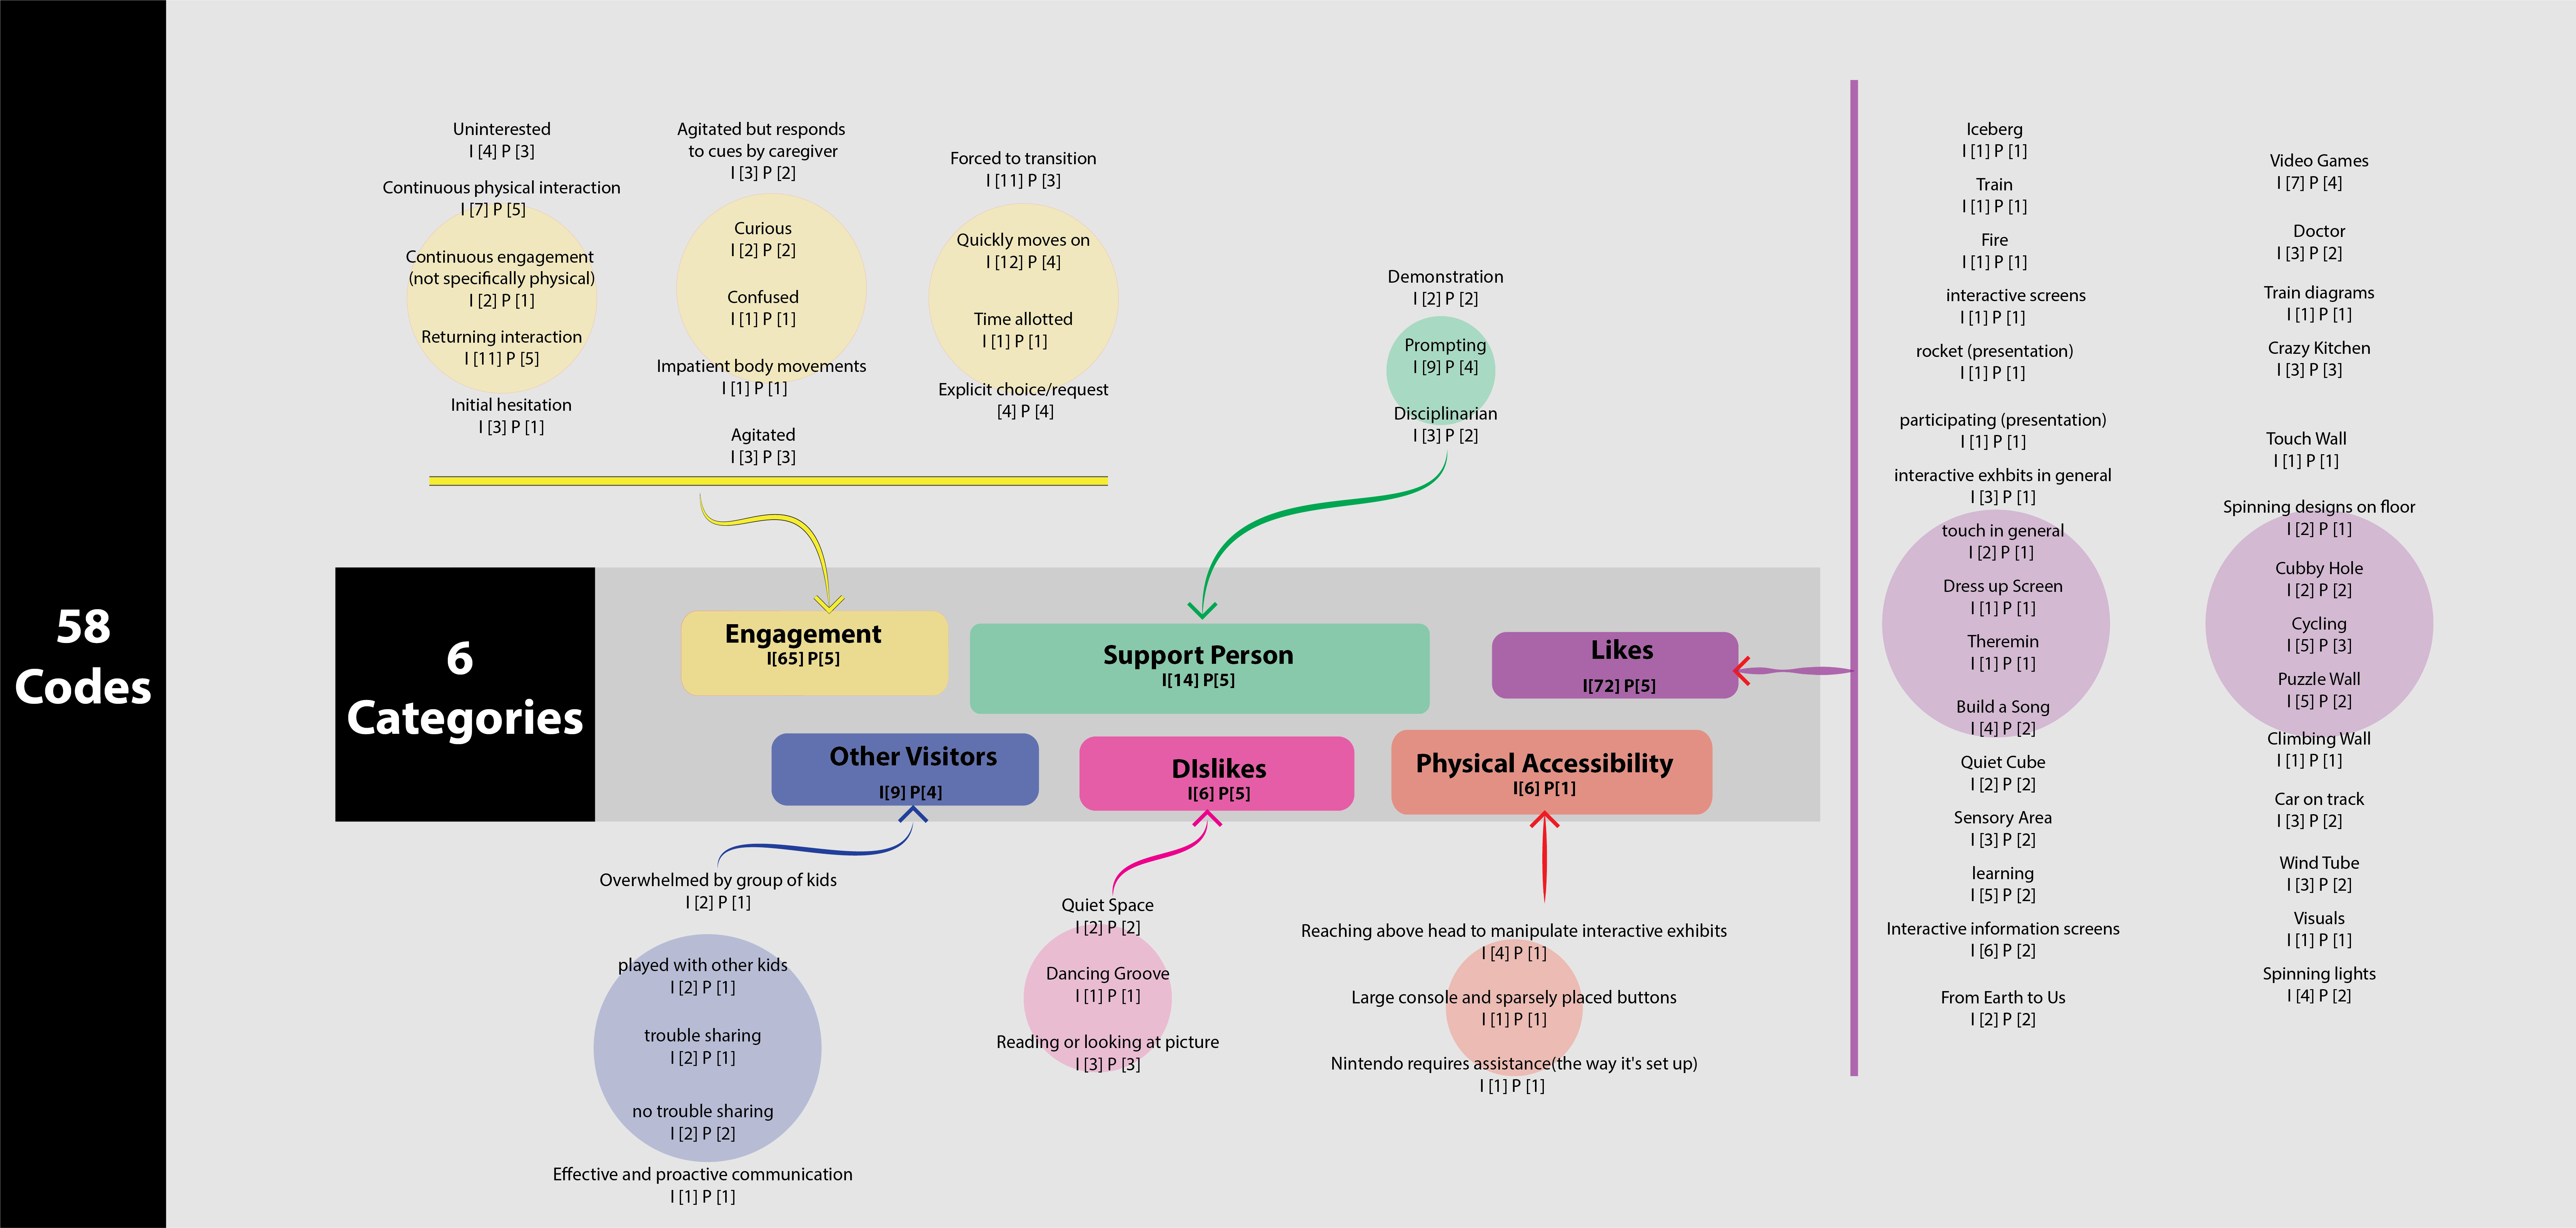 58
Codes
6
Categories
Uninterested
I [4] P [3]
Continuous physical interaction
I [7] P [5]
Continuous engagement
(not specifically physical)
I [2] P [1]
Returning interaction
I [11] P [5]
Initial hesitation
I [3] P [1]
Agitated but responds
to cues by caregiver
I [3] P [2]
Curious
I [2] P [2]
Confused
I [1] P [1]
Impatient body movements
I [1] P [1]
Agitated
I [3] P [3]
Forced to transition
I [11] P [3]
Quickly moves on
I [12] P [4]
Time allotted
I [1] P [1]
Explicit choice/request
[4] P [4]
Demonstration
I [2] P [2]
Prompting
I [9] P [4]
Disciplinarian
I [3] P [2]
Engagement
I[65] P[5]
Support Person
I[14] P[5]
Likes
I[72] P[5]
Other Visitors
I[9] P[4]
DIslikes
I[6] P[5]
Physical Accessibility
I[6] P[1]
Overwhelmed by group of kids
I [2] P [1]
played with other kids
I [2] P [1]
trouble sharing
I [2] P [1]
no trouble sharing
I [2] P [2]
Effective and proactive communication
I [1] P [1]
Quiet Space
I [2] P [2]
Dancing Groove
I [1] P [1]
Reading or looking at picture
I [3] P [3]
Reaching above head to manipulate interactive exhibits
I [4] P [1]
Large console and sparsely placed buttons
I [1] P [1]
Nintendo requires assistance(the way it's set up)
I [1] P [1]
Iceberg
I [1] P [1]
Train
I [1] P [1]
Fire
I [1] P [1]
interactive screens
I [1] P [1]
rocket (presentation)
I [1] P [1]
participating (presentation)
I [1] P [1]
interactive exhbits in general
I [3] P [1]
touch in general
I [2] P [1]
Dress up Screen
I [1] P [1]
Theremin
I [1] P [1]
Build a Song
I [4] P [2]
Quiet Cube
I [2] P [2]
Sensory Area
I [3] P [2]
learning
I [5] P [2]
Interactive information screens
I [6] P [2]
From Earth to Us
I [2] P [2]
Video Games
I [7] P [4]
Doctor
I [3] P [2]
Train diagrams
I [1] P [1]
Crazy Kitchen
I [3] P [3]
Touch Wall
I [1] P [1]
Spinning designs on floor
I [2] P [1]
Cubby Hole
I [2] P [2]
Cycling
I [5] P [3]
Puzzle Wall
I [5] P [2]
Climbing Wall
I [1] P [1]
Car on track
I [3] P [2]
Wind Tube
I [3] P [2]
Visuals
I [1] P [1]
Spinning lights
I [4] P [2]